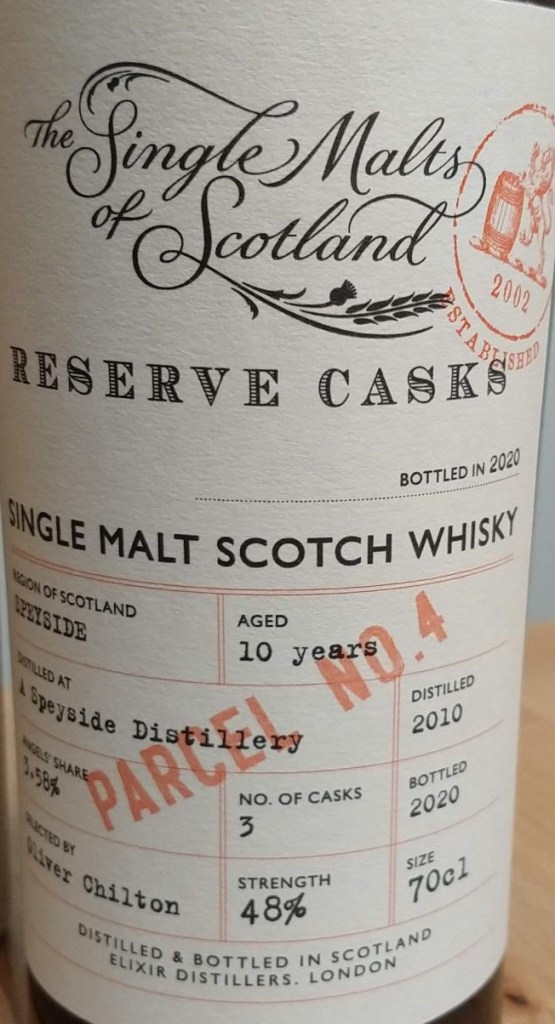 The Single Malts
of Scotland
2002
ESTABLISHED
RESERVE CASKS
BOTTLED IN 2020
SINGLE MALT SCOTCH WHISKY
REGION OF SCOTLAND
SPEYSIDE
AGED
10 years
PARCEL NO.4
DISTILLED AT
A Speyside Distillery
DISTILLED
2010
ANGELS' SHARE
3.58%
NO. OF CASKS
3
BOTTLED
2020
SELECTED BY
Oliver Chilton
STRENGTH
48%
SIZE
70cl
DISTILLED & BOTTLED IN SCOTLAND
ELIXIR DISTILLERS. LONDON